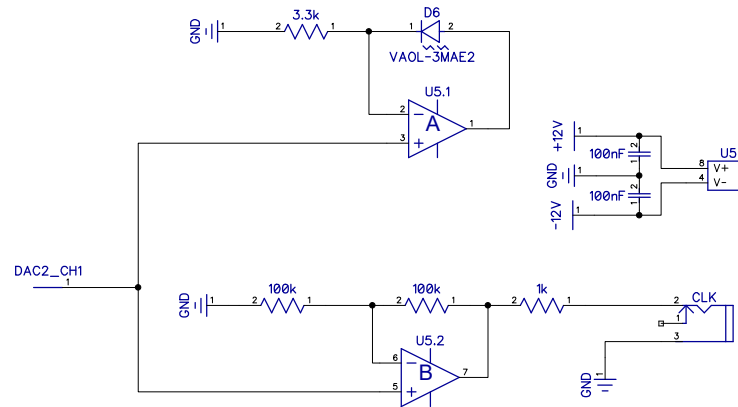 3.3k
D6
GND
1
2
1
1
2
VAOL-3MAE2
U5.1
2
A
1
3
+12V
1
100nF
2
1
U5
8
V+
GND
1
4
V-
100nF
2
1
-12V
1
DAC2_CH1
1
100k
100k
1k
CLK
GND
1
2
1
2
1
2
1
2
1
3
U5.2
6
B
7
5
GND
1